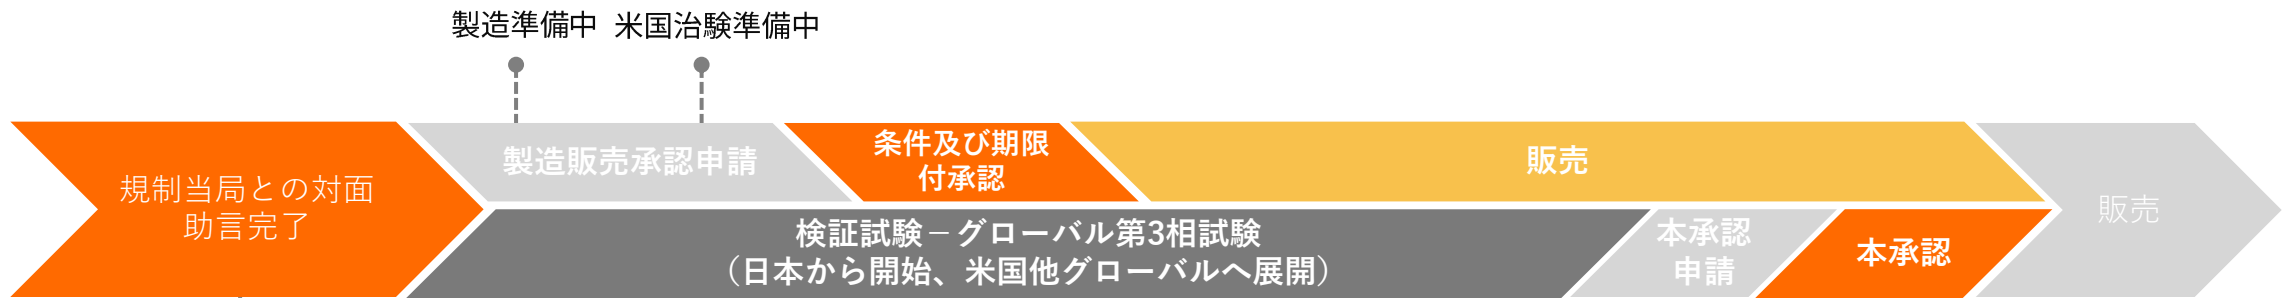 製造準備中
米国治験準備中
規制当局との対面
助言完了
製造販売承認申請
条件及び期限
付承認
販売
検証試験－グローバル第3相試験
（日本から開始、米国他グローバルへ展開）
本承認
申請
本承認
販売